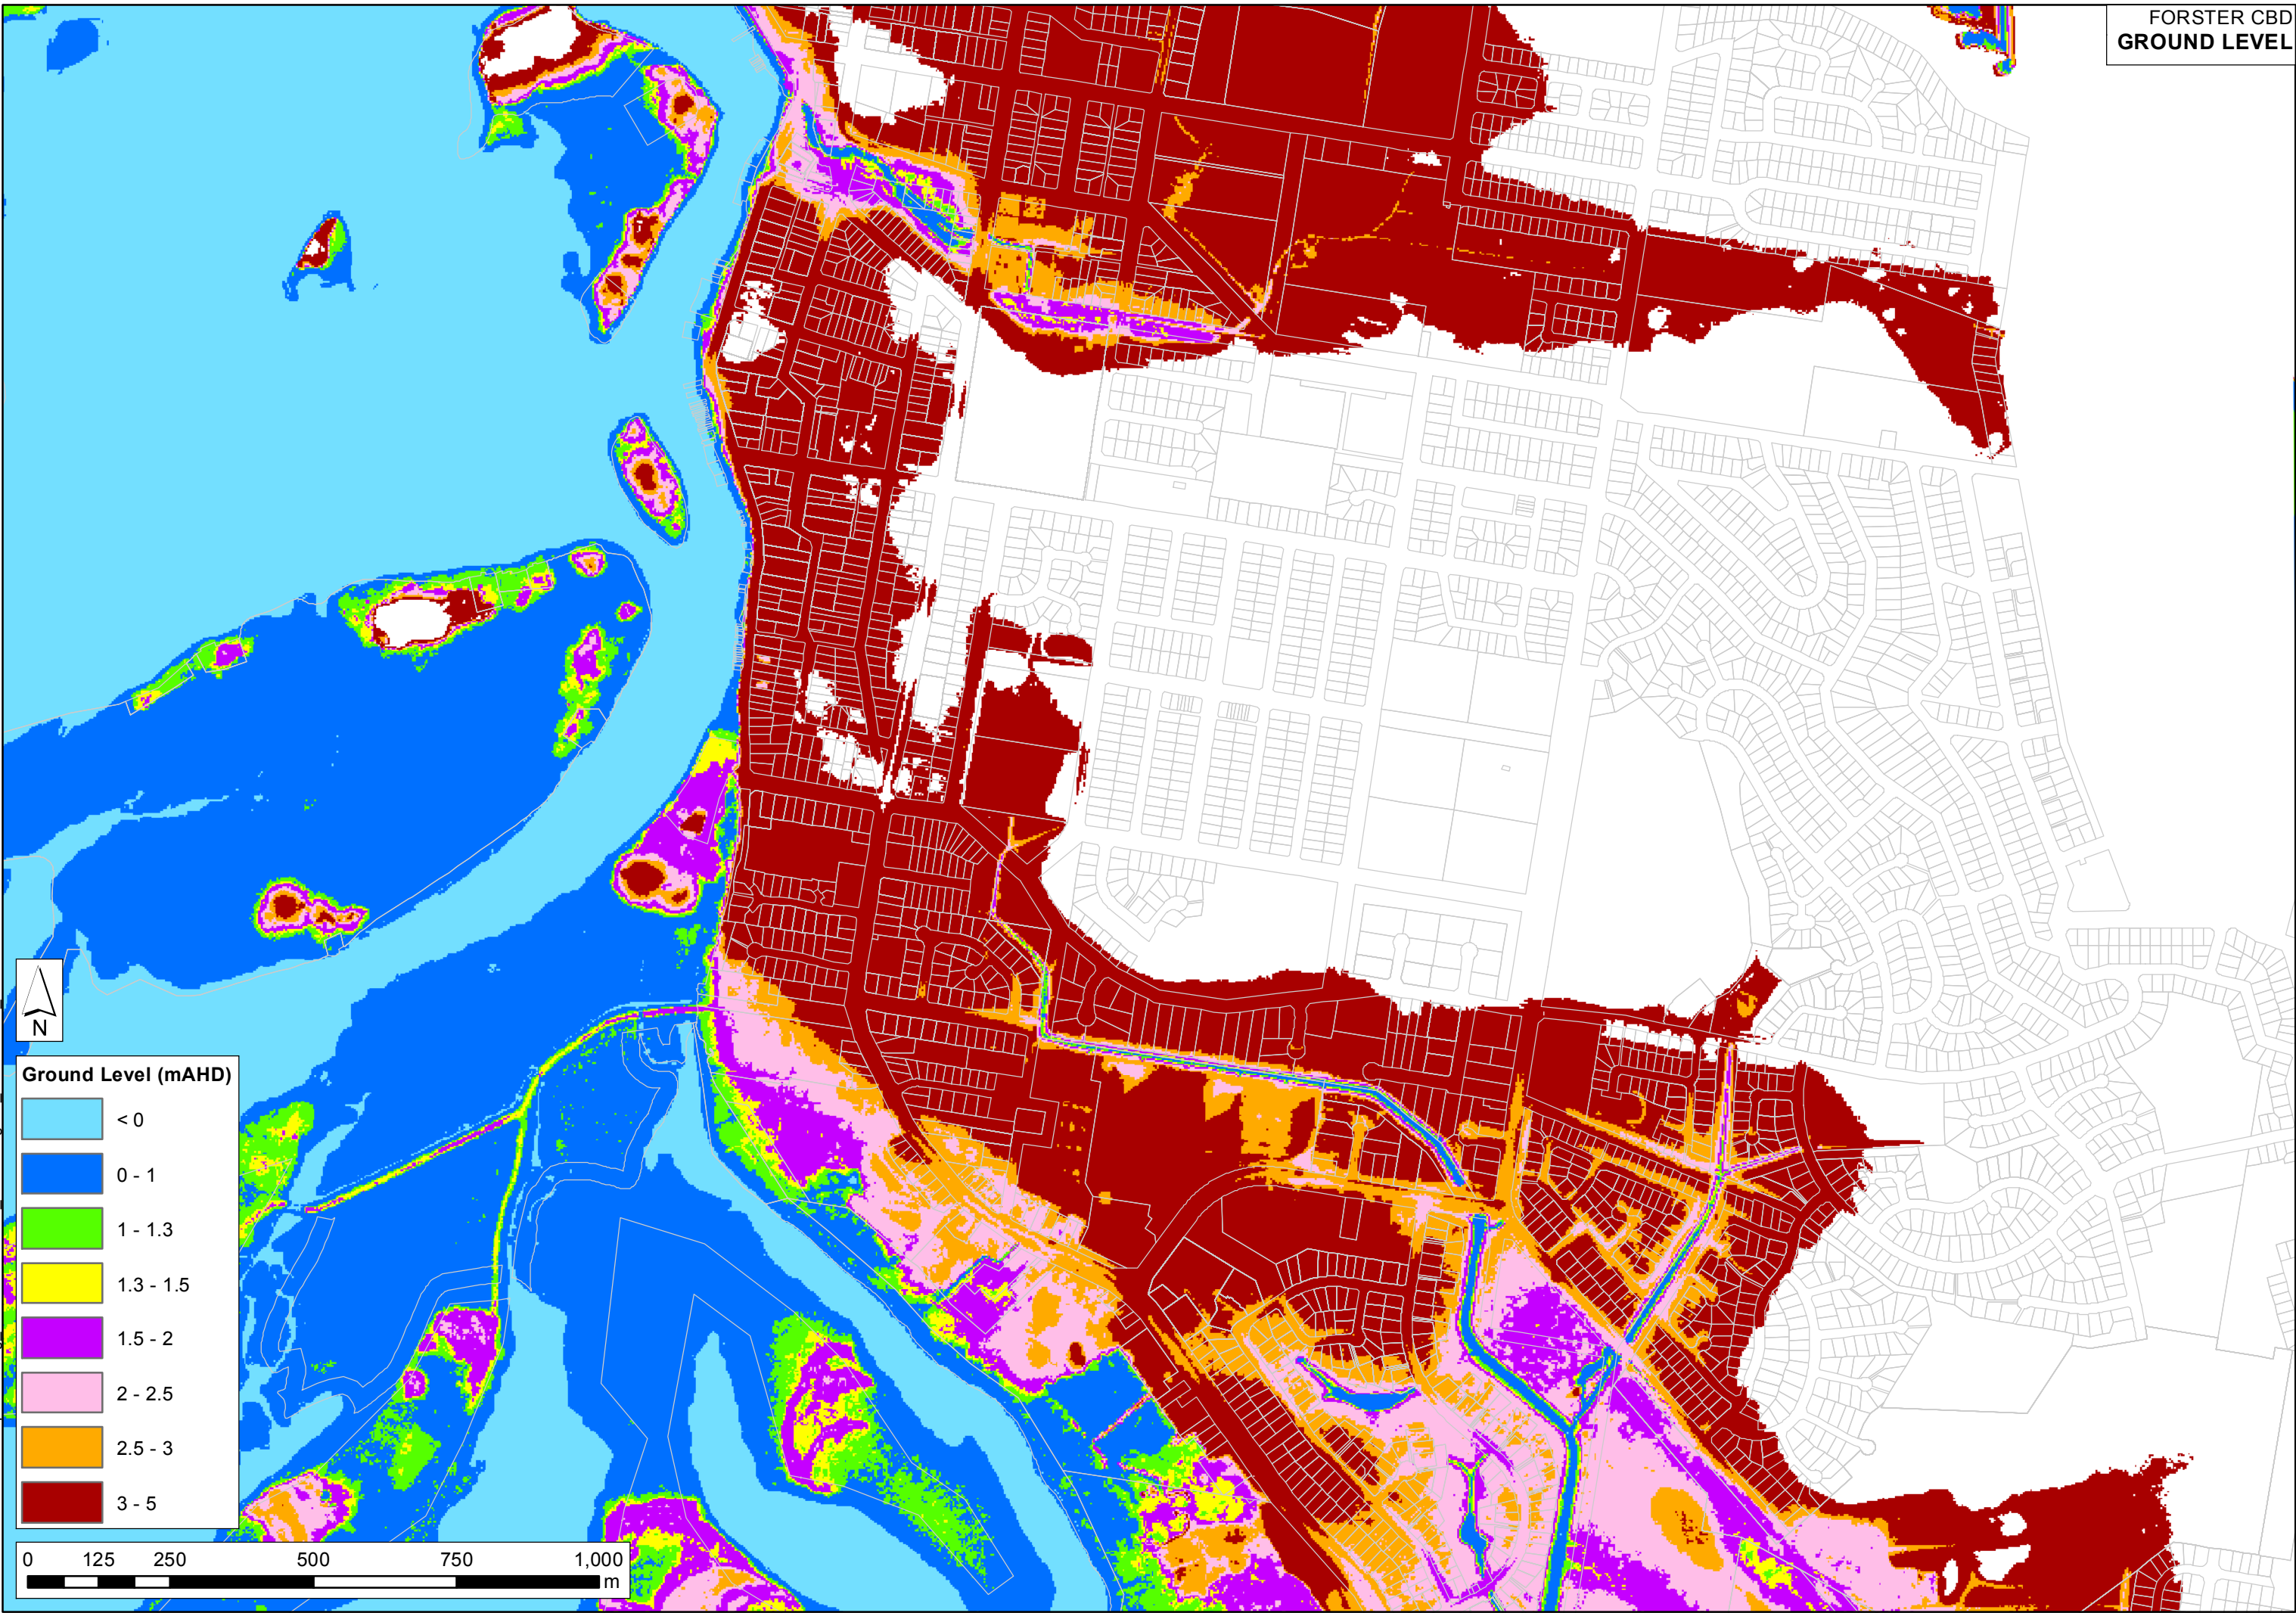 FORSTER CBD
GROUND LEVEL
N
Ground Level (mAHD)
< 0
0 - 1
1 - 1.3
1.3 - 1.5
1.5 - 2
2 - 2.5
2.5 - 3
3 - 5
0 125 250 500 750 1,000
m